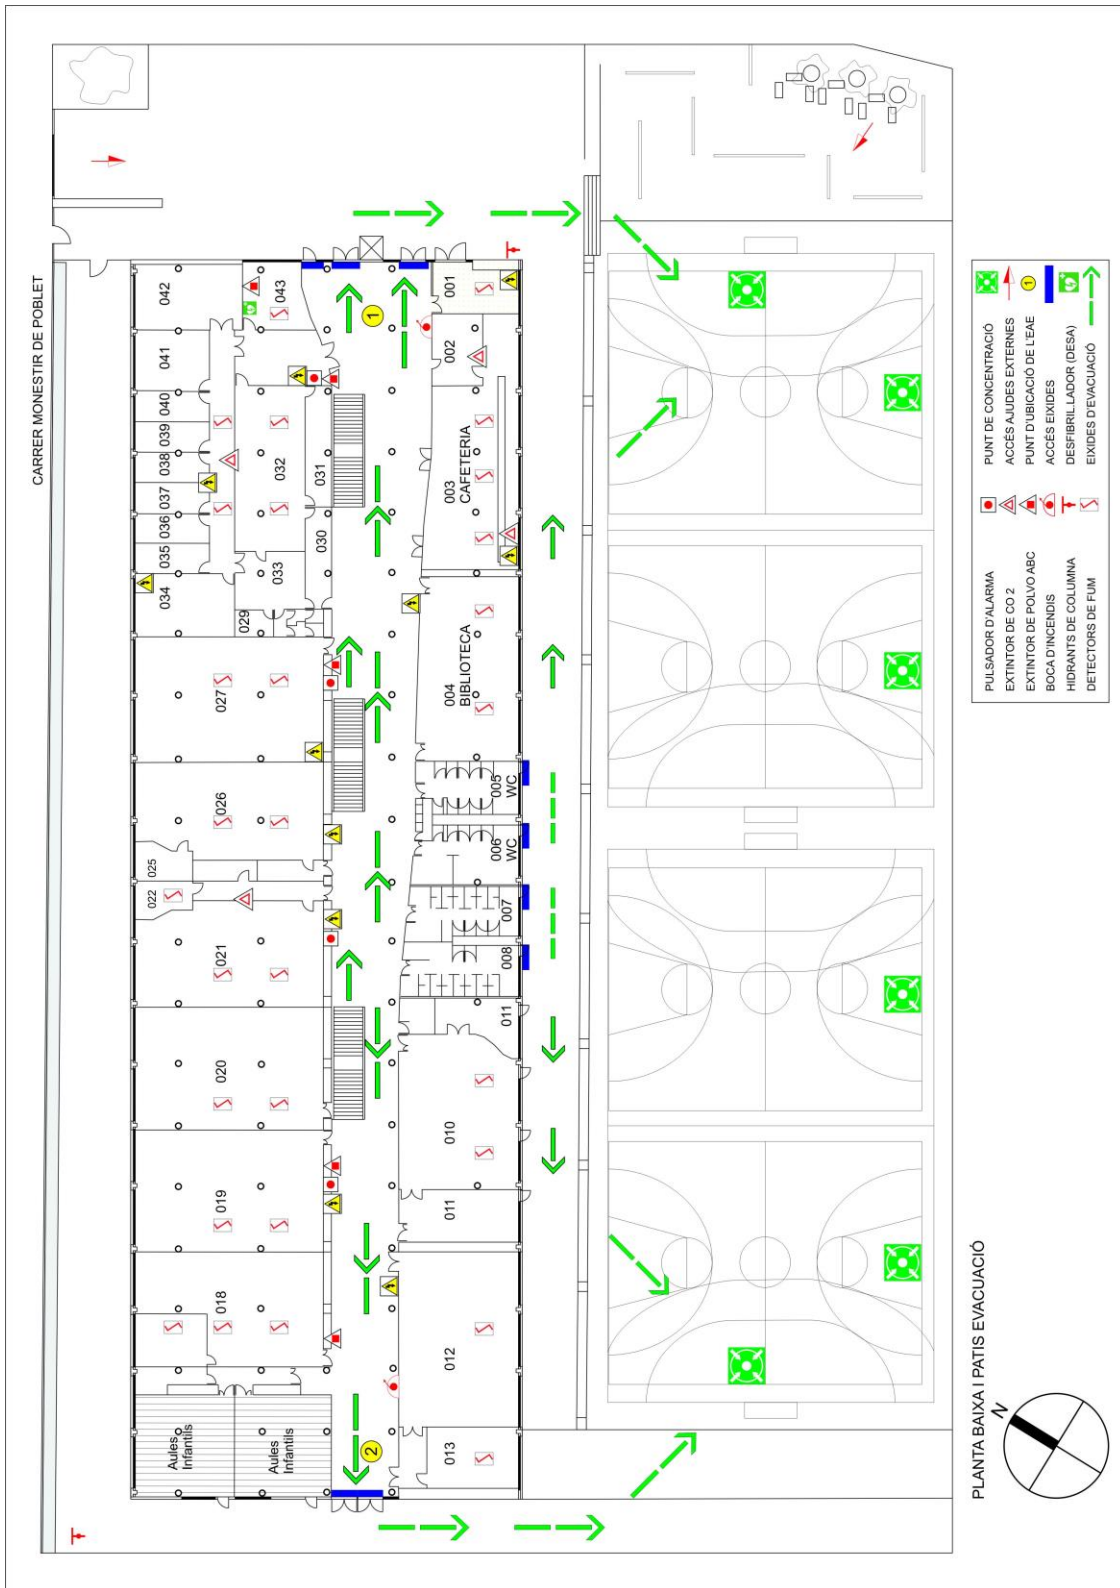 CARRER MONESTIR DE POBLET
042
041
040
039
038
037
036
035
034
043
032
031
030
033
029
027
026
025
022
021
020
019
018
Aules
Infantils
Aules
Infantils
1
2
001
002
003
CAFETERIA
004
BIBLIOTECA
005
WC
006
WC
007
008
011
010
011
012
013
PLANTA BAIXA I PATIS EVACUACIÓ
N
PULSADOR D'ALARMA
EXTINTOR DE CO 2
EXTINTOR DE POLVO ABC
BOCA D'INCENDIS
HIDRANTS DE COLUMNA
DETECTORS DE FUM
PUNT DE CONCENTRACIÓ
ACCÉS AJUDES EXTERNES
PUNT D'UBICACIÓ DE L'EAE
1
ACCÉS EIXIDES
DESFIBRIL.LADOR (DESA)
EIXIDES D'EVACUACIÓ